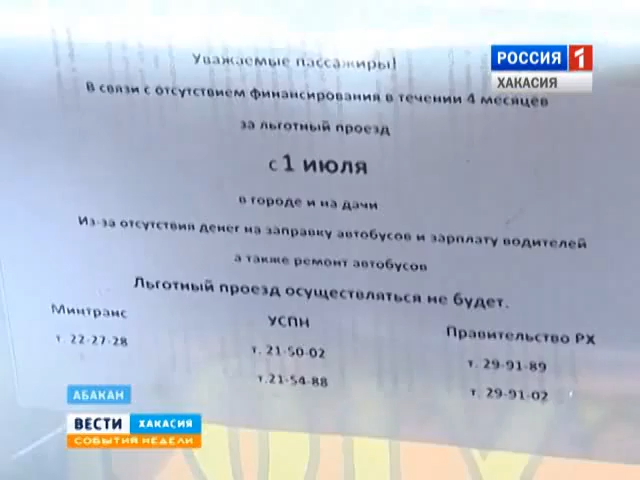 Уважаемые пассажиры!
В связи с отсутствием финансирования в течении 4 месяцев
за льготный проезд
с 1 июля
в городе и на дачи
Из-за отсутствия денег на заправку автобусов и зарплату водителей
а также ремонт автобусов
Льготный проезд осуществляться не будет.
Минтранс
т. 22-27-28
УСПН
т. 21-50-02
т.21-54-88
Правительство РХ
т. 29-91-89
т. 29-91-02
РОССИЯ 1
ХАКАСИЯ
АБАКАН
ВЕСТИ ХАКАСИЯ
СОБЫТИЯ НЕДЕЛИ